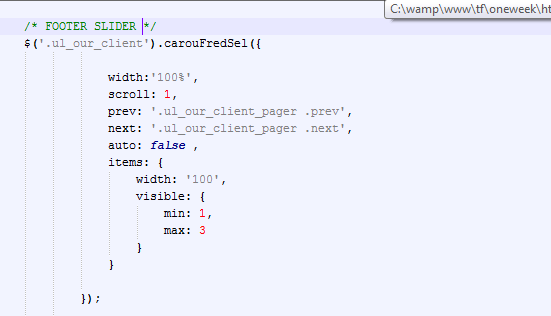 C:\wamp\www\tf\oneweek\ht
/* FOOTER SLIDER */
$('.ul_our_client').carouFredSel({
width:'100%',
scroll: 1,
prev: '.ul_our_client_pager .prev',
next: '.ul_our_client_pager .next',
auto: false ,
items: {
width: '100',
visible: {
min: 1,
max: 3
}
}
});